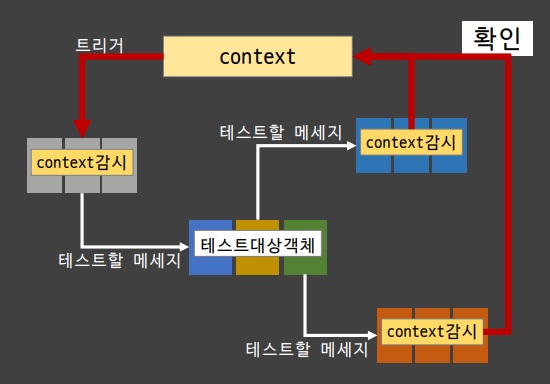 확인
트리거
context
테스트할 메세지
context감시
context감시
테스트대상객체
테스트할 메세지
context감시
테스트할 메세지